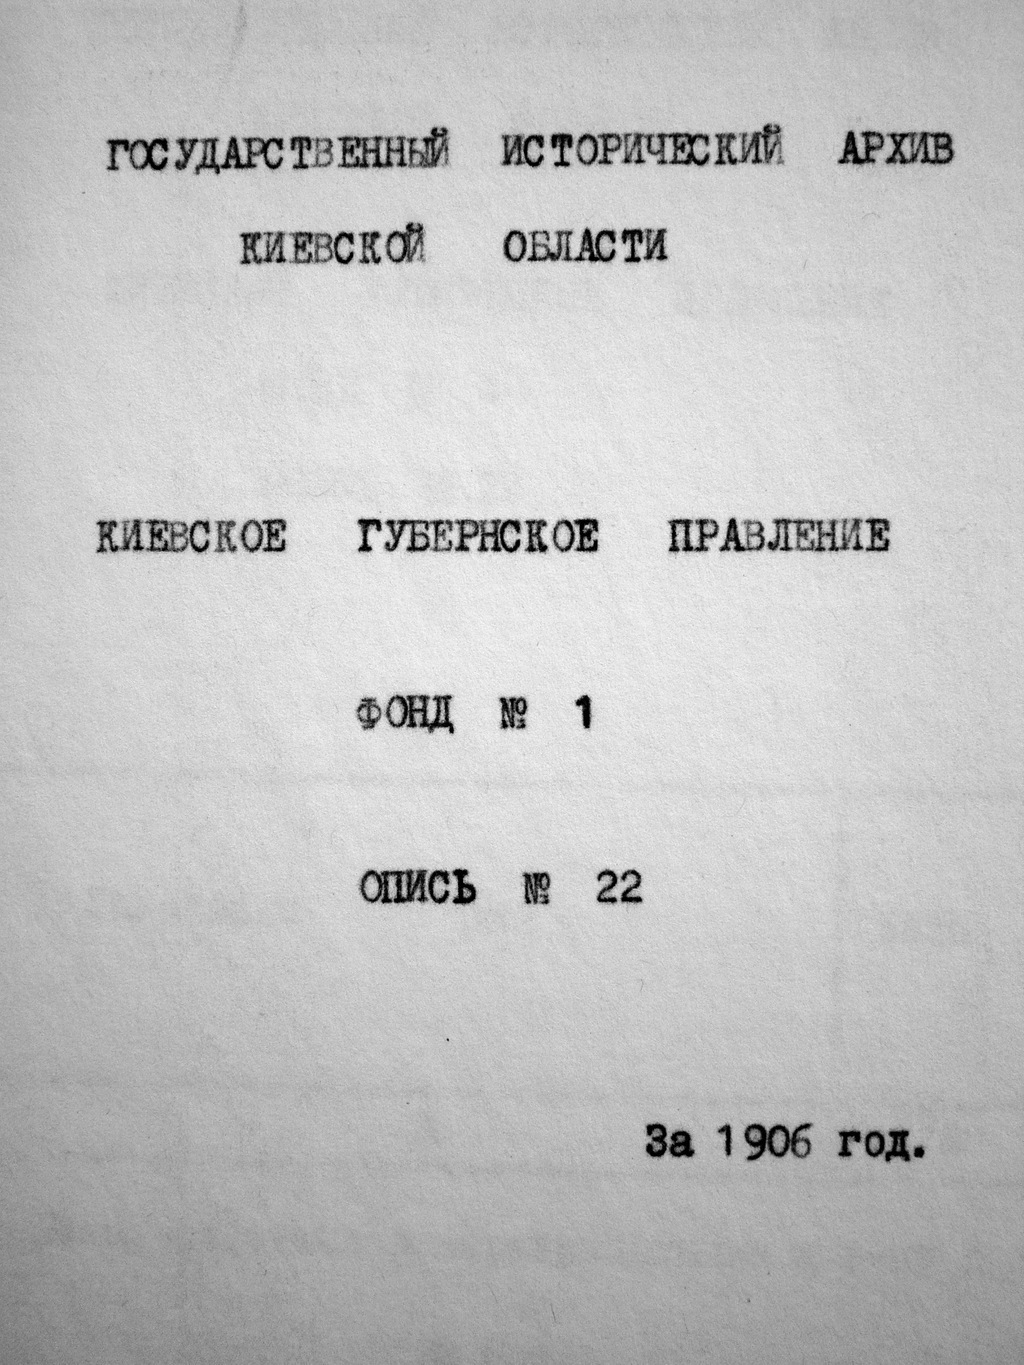 ГОСУДАРСТВЕННЫЙ ИСТОРИЧЕСКИЙ АРХИВ
КИЕВСКОЙ ОБЛАСТИ
КИЕВСКОЕ ГУБЕРНСКОЕ ПРАВЛЕНИЕ
ФОНД № 1
ОПИСЬ № 22
За 1906 год.